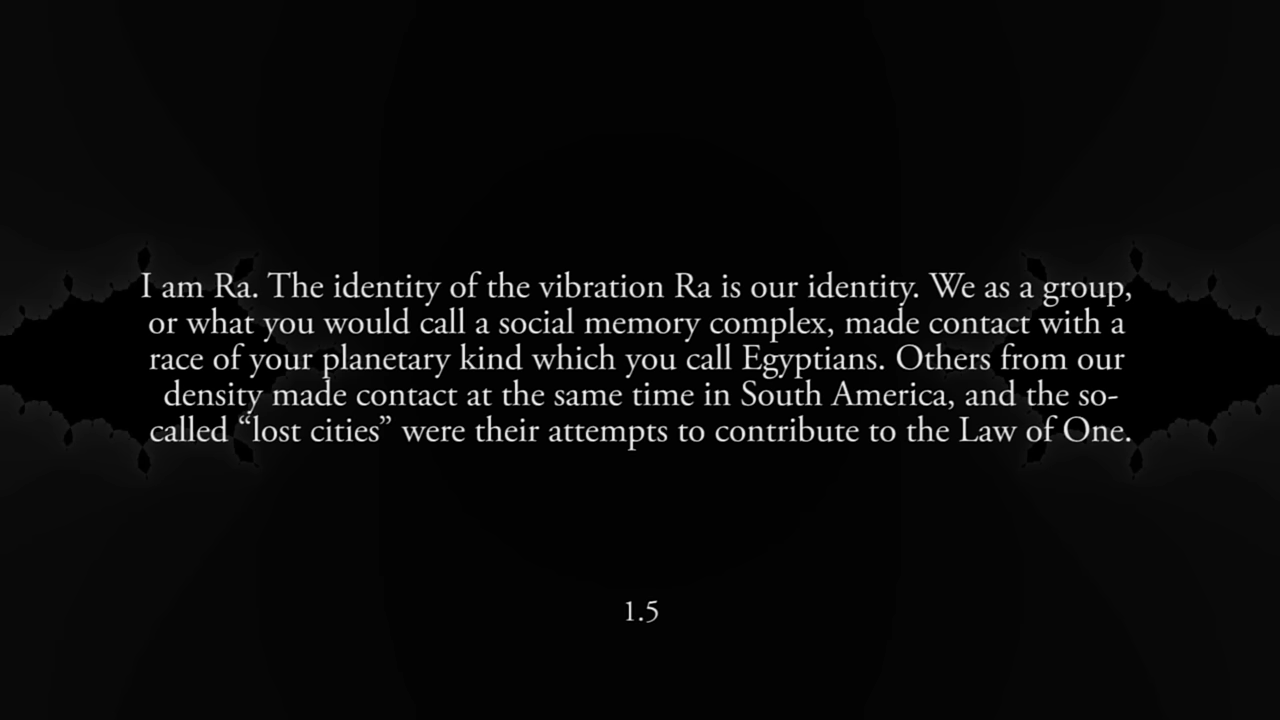 I am Ra. The identity of the vibration Ra is our identity. We as a group,
or what you would call a social memory complex, made contact with a
race of your planetary kind which you call Egyptians. Others from our
density made contact at the same time in South America, and the so-
called “lost cities” were their attempts to contribute to the Law of One.
1.5